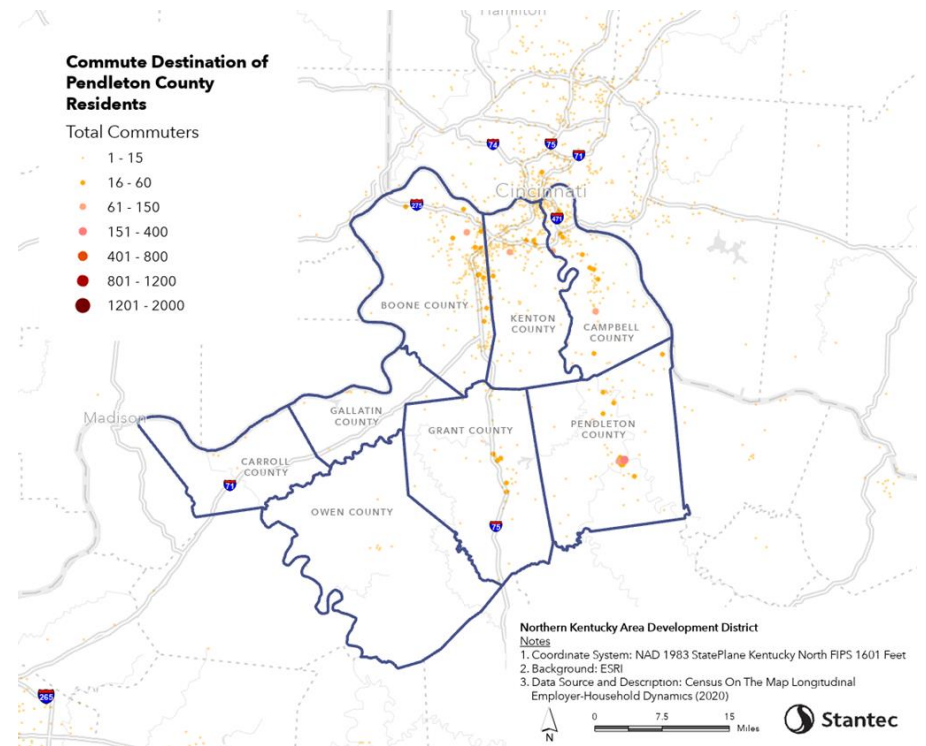 Hamilton
Commute Destination of
Pendleton County
Residents
Total Commuters
1 - 15
16 - 60
61 - 150
151 - 400
401 - 800
801 - 1200
1201 - 2000
74
75
71
Cincinnati
275
471
BOONE COUNTY
KENTON
COUNTY
CAMPBELL
COUNTY
Madison
GALLATIN
COUNTY
GRANT COUNTY
PENDLETON
COUNTY
CARROLL
COUNTY
71
OWEN COUNTY
75
265
Northern Kentucky Area Development District
Notes
1. Coordinate System: NAD 1983 StatePlane Kentucky North FIPS 1601 Feet
2. Background: ESRI
3. Data Source and Description: Census On The Map Longitudinal
Employer-Household Dynamics (2020)
N
0 7.5 15
Miles
Stantec